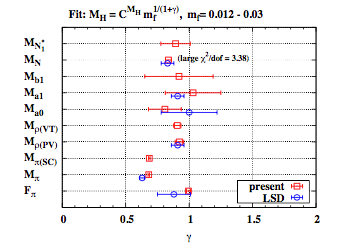 Fit: M_H = C^{M_H} m_f^{1/(1+γ)}, m_f= 0.012 - 0.03
M_{N_1^*}
M_N (large χ²/dof = 3.38)
M_{b1}
M_{a1}
M_{a0}
M_{ρ(VT)}
M_{ρ(PV)}
M_{π(SC)}
M_π
F_π
present
LSD
0 0.5 1 1.5 2
γ